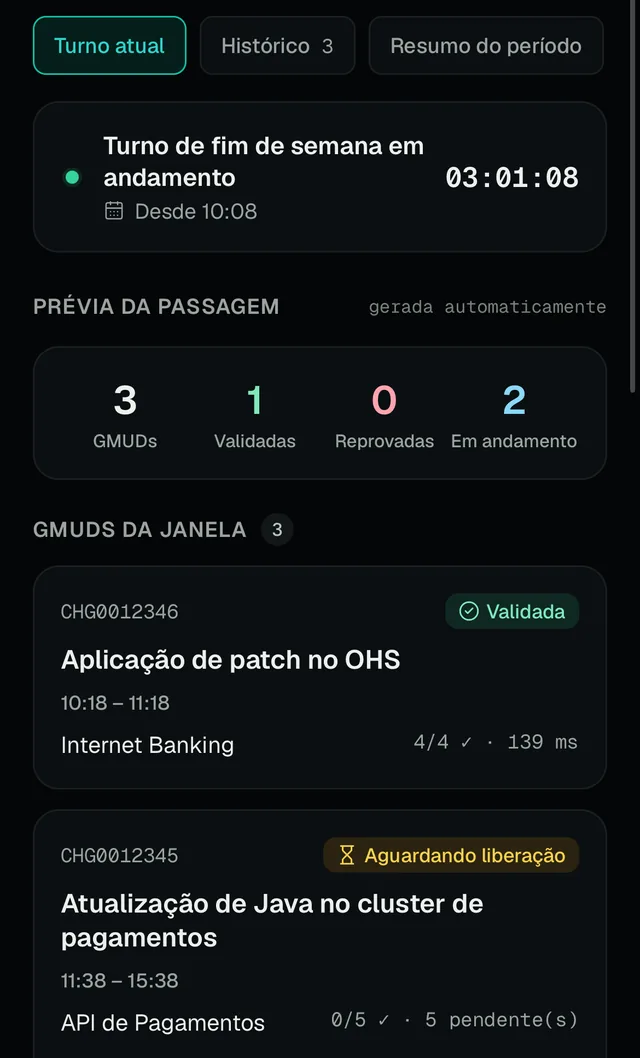 Turno atual
Histórico 3
Resumo do período
Turno de fim de semana em
andamento
03:01:08
Desde 10:08
PRÉVIA DA PASSAGEM
gerada automaticamente
3
GMUDs
1
Validadas
0
Reprovadas
2
Em andamento
GMUDS DA JANELA 3
CHG0012346
Validada
Aplicação de patch no OHS
10:18 – 11:18
Internet Banking
4/4 ✓ · 139 ms
CHG0012345
Aguardando liberação
Atualização de Java no cluster de
pagamentos
11:38 – 15:38
API de Pagamentos
0/5 ✓ · 5 pendente(s)